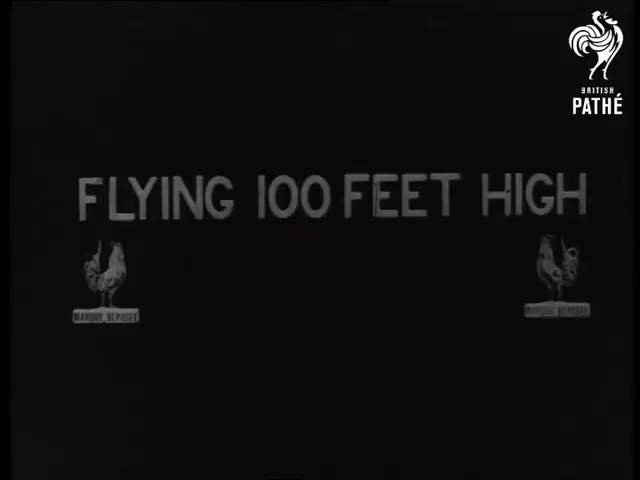 BRITISH
PATHÉ
FLYING 100 FEET HIGH
MARQUE DEPOSEE
MARQUE DEPOSEE